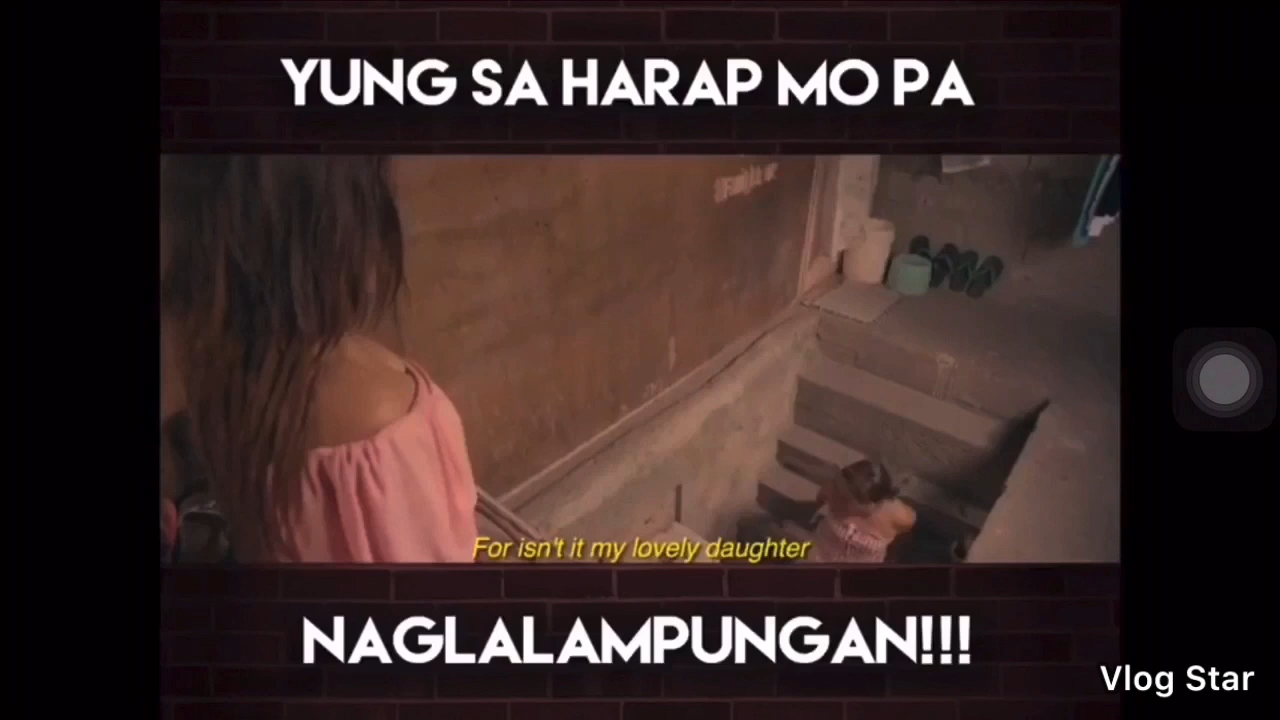 YUNG SA HARAP MO PA
For isn't it my lovely daughter
NAGLALAMPUNGAN!!!
Vlog Star